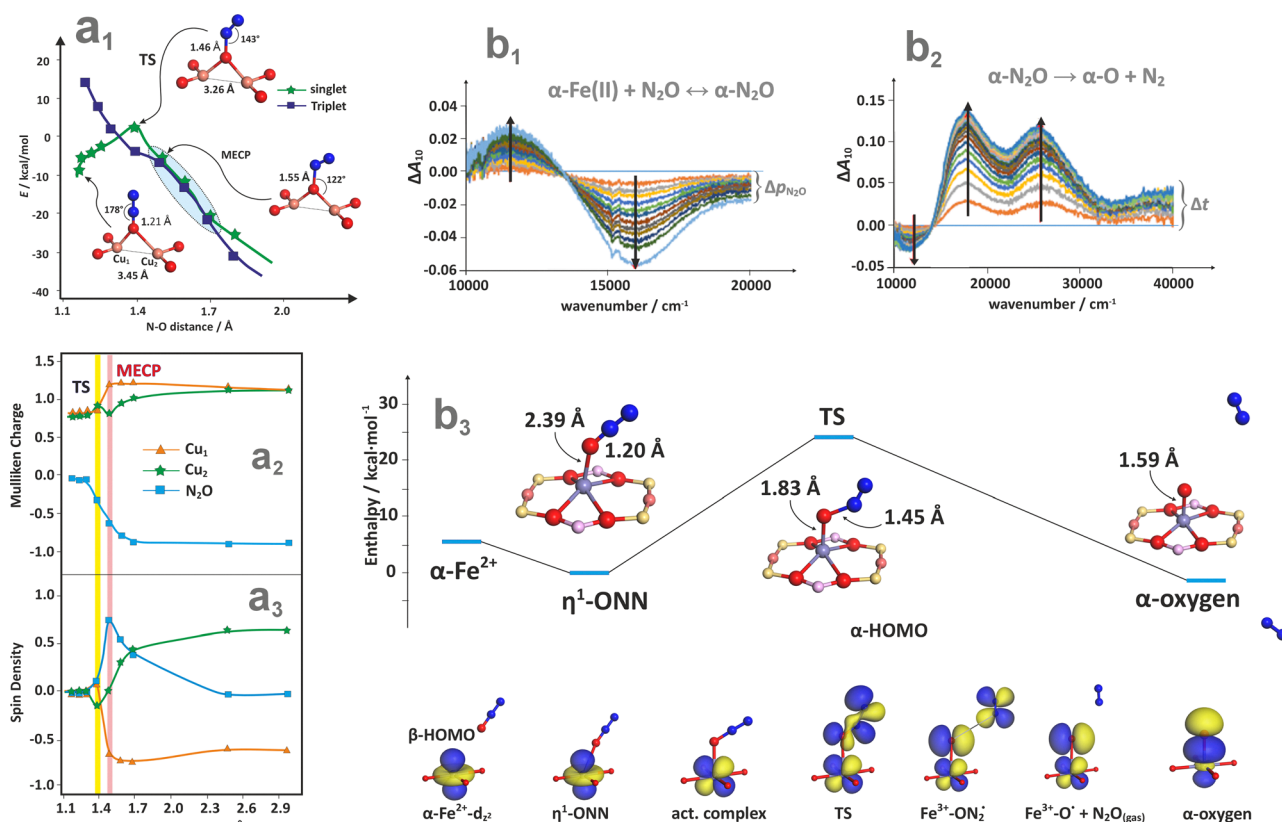 a1
TS
1.46 Å
143°
3.26 Å
singlet
Triplet
MECP
1.55 Å
122°
178°
1.21 Å
Cu1
Cu2
3.45 Å
E / kcal/mol
20
10
0
-10
-20
-30
-40
1.1
1.4
1.7
2.0
N-O distance / Å
b1
α-Fe(II) + N2O ↔ α-N2O
ΔA10
0.04
0.02
0.00
-0.02
-0.04
-0.06
ΔpN2O
10000
15000
20000
wavenumber / cm-1
b2
α-N2O → α-O + N2
ΔA10
0.15
0.10
0.05
0.00
0.05
Δt
10000
20000
30000
40000
wavenumber / cm-1
TS
MECP
a2
Cu1
Cu2
N2O
Mulliken Charge
1.5
1.0
0.5
0.0
-0.5
-1.0
a3
Spin Density
1.0
0.5
0.0
-0.5
-1.0
1.1
1.4
1.7
2.0
2.3
2.6
2.9
b3
Enthalpy / kcal·mol-1
30
20
10
0
2.39 Å
1.20 Å
TS
1.83 Å
1.45 Å
1.59 Å
α-Fe2+
η1-ONN
α-oxygen
α-HOMO
β-HOMO
α-Fe2+-dz2
η1-ONN
act. complex
TS
Fe3+-ON2•
Fe3+-O• + N2O(gas)
α-oxygen